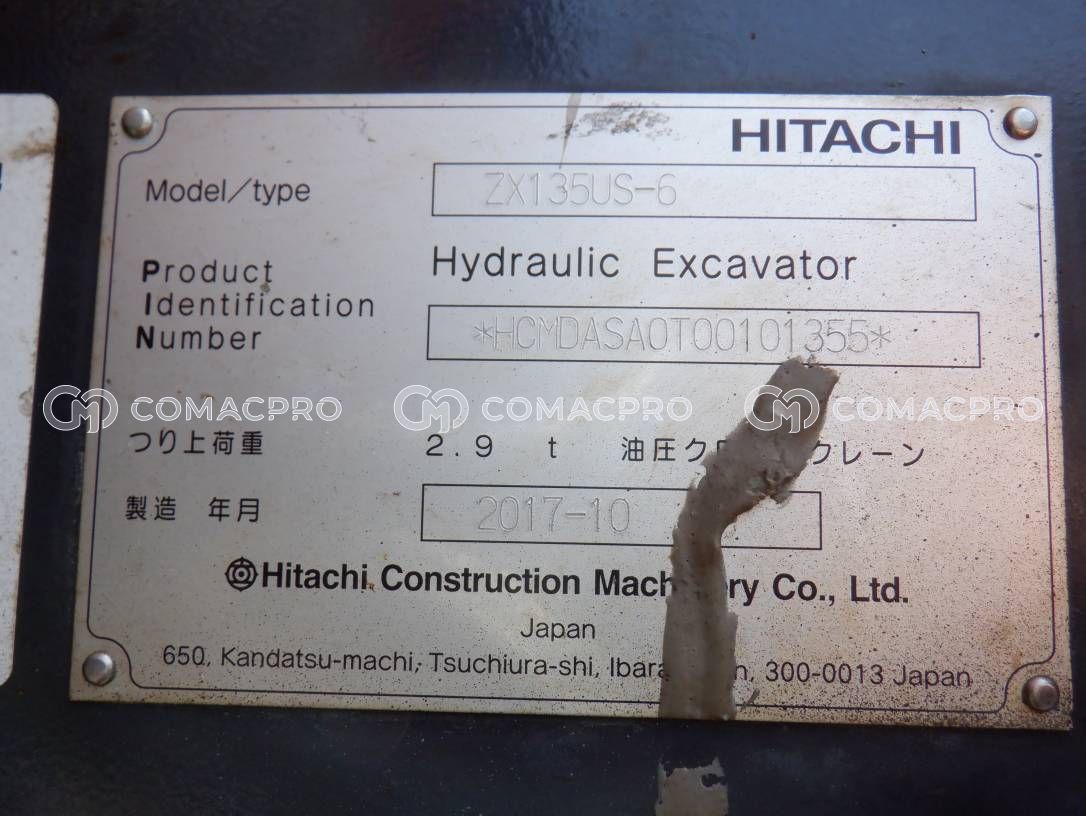 HITACHI
Model/type ZX135US-6
Hydraulic Excavator
Product
Identification
Number *HCMDASA0T00101355*
COMACPRO COMACPRO COMACPRO
つり上荷重 2.9 t 油圧ク クレーン
製造 年月 2017-10
Hitachi Construction Mach ry Co., Ltd.
Japan
650, Kandatsu-machi, Tsuchiura-shi, Ibara n, 300-0013 Japan